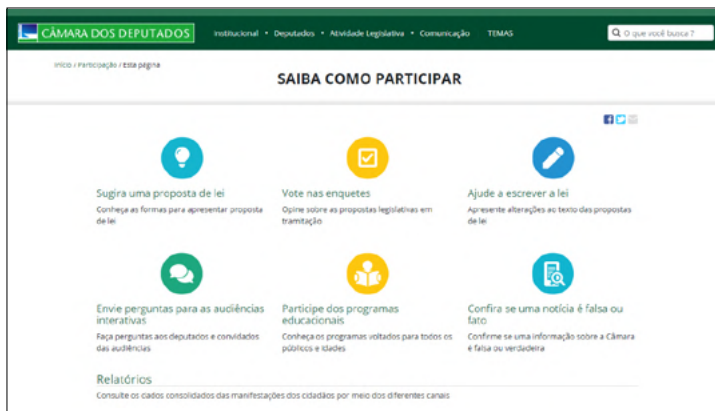 CÂMARA DOS DEPUTADOS
Institucional • Deputados • Atividade Legislativa • Comunicação TEMAS
O que você busca ?
Início / Participação / Esta página
SAIBA COMO PARTICIPAR
Sugira uma proposta de lei
Conheça as formas para apresentar proposta
de lei
Vote nas enquetes
Opine sobre as propostas legislativas em
tramitação
Ajude a escrever a lei
Apresente alterações ao texto das propostas
de lei
Envie perguntas para as audiências
interativas
Faça perguntas aos deputados e convidados
das audiências
Participe dos programas
educacionais
Conheça os programas voltados para todos os
públicos e idades
Confira se uma notícia é falsa ou
fato
Confirme se uma informação sobre a Câmara
é falsa ou verdadeira
Relatórios
Consulte os dados consolidados das manifestações dos cidadãos por meio dos diferentes canais